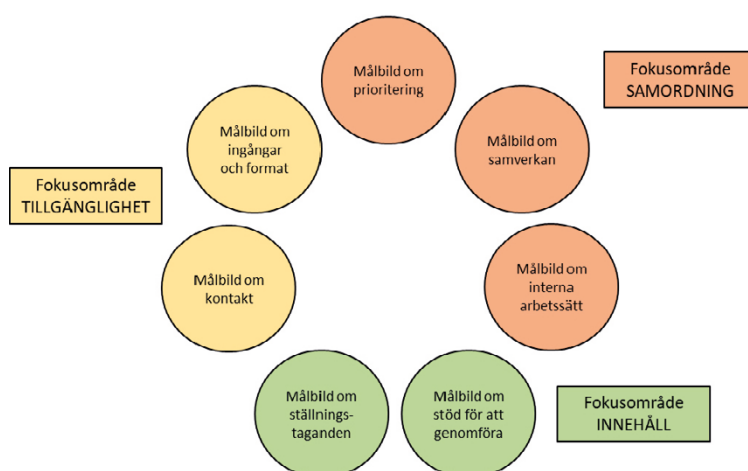 Målbild om
prioritering
Fokusområde
SAMORDNING
Målbild om
ingångar
och format
Målbild om
samverkan
Fokusområde
TILLGÄNGLIGHET
Målbild om
kontakt
Målbild om
interna
arbetssätt
Målbild om
ställnings-
taganden
Målbild om
stöd för att
genomföra
Fokusområde
INNEHÅLL